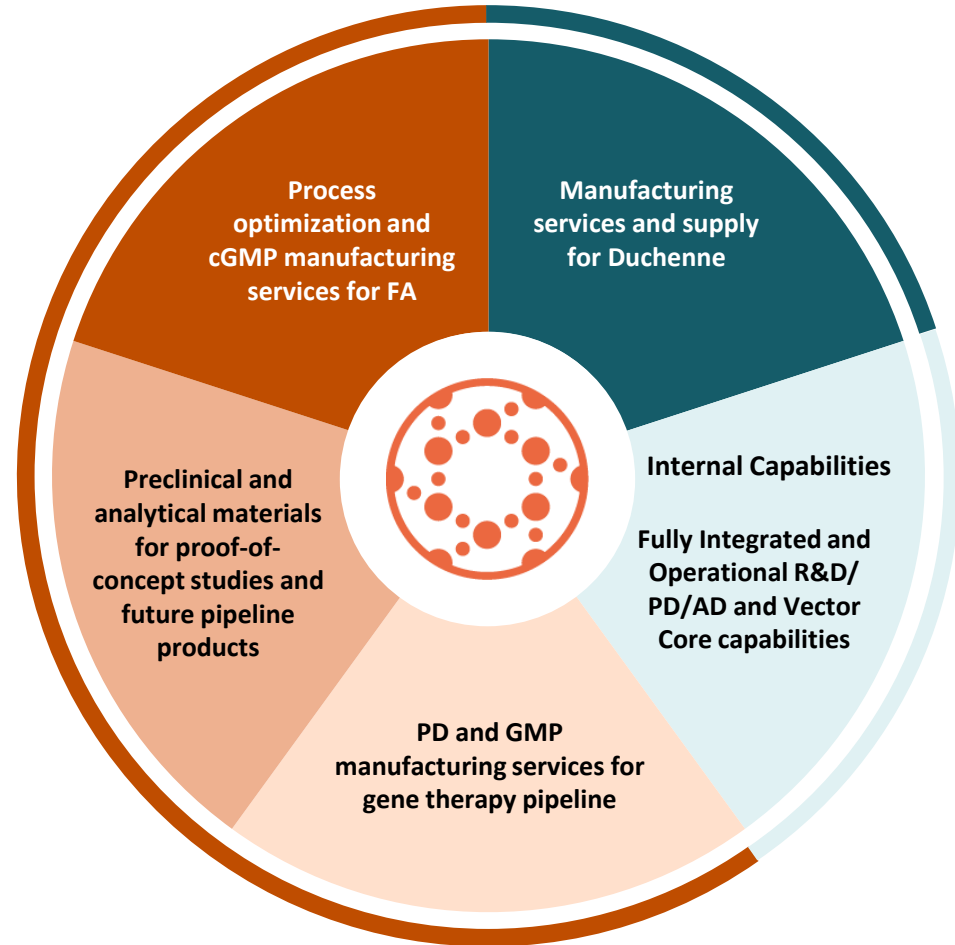 Process
optimization and
cGMP manufacturing
services for FA
Manufacturing
services and supply
for Duchenne
Internal Capabilities
Fully Integrated and
Operational R&D/
PD/AD and Vector
Core capabilities
PD and GMP
manufacturing services for
gene therapy pipeline
Preclinical and
analytical materials
for proof-of-
concept studies and
future pipeline
products